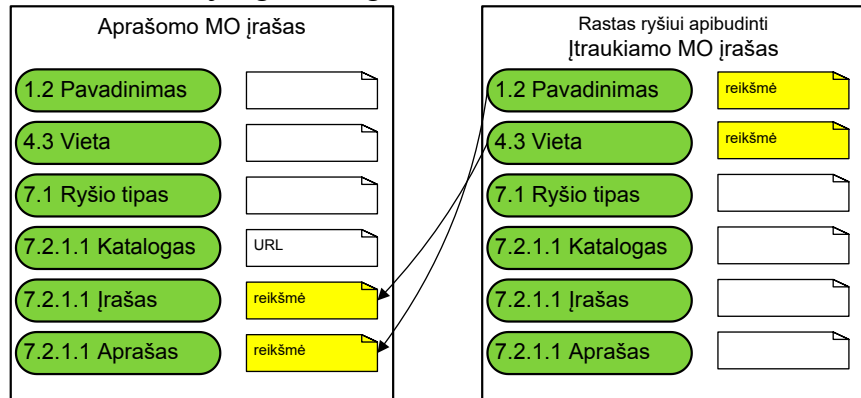 Aprašomo MO įrašas
1.2 Pavadinimas
4.3 Vieta
7.1 Ryšio tipas
7.2.1.1 Katalogas
URL
7.2.1.1 Įrašas
reikšmė
7.2.1.1 Aprašas
reikšmė
Rastas ryšiui apibudinti
Įtraukiamo MO įrašas
1.2 Pavadinimas
reikšmė
4.3 Vieta
reikšmė
7.1 Ryšio tipas
7.2.1.1 Katalogas
7.2.1.1 Įrašas
7.2.1.1 Aprašas